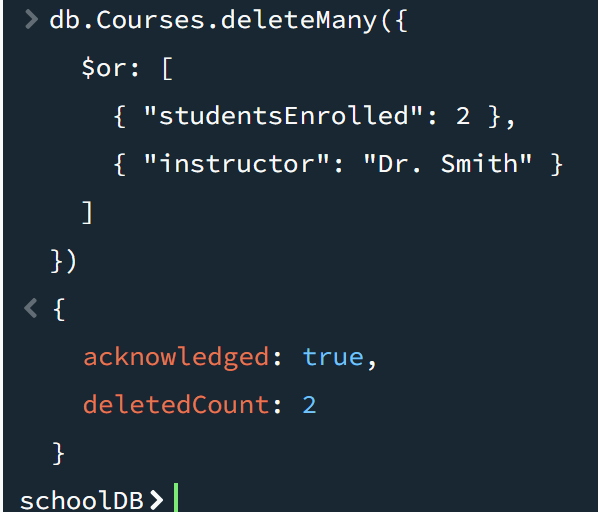 > db.Courses.deleteMany({
$or: [
{ "studentsEnrolled": 2 },
{ "instructor": "Dr. Smith" }
]
})
< {
acknowledged: true,
deletedCount: 2
}
schoolDB>